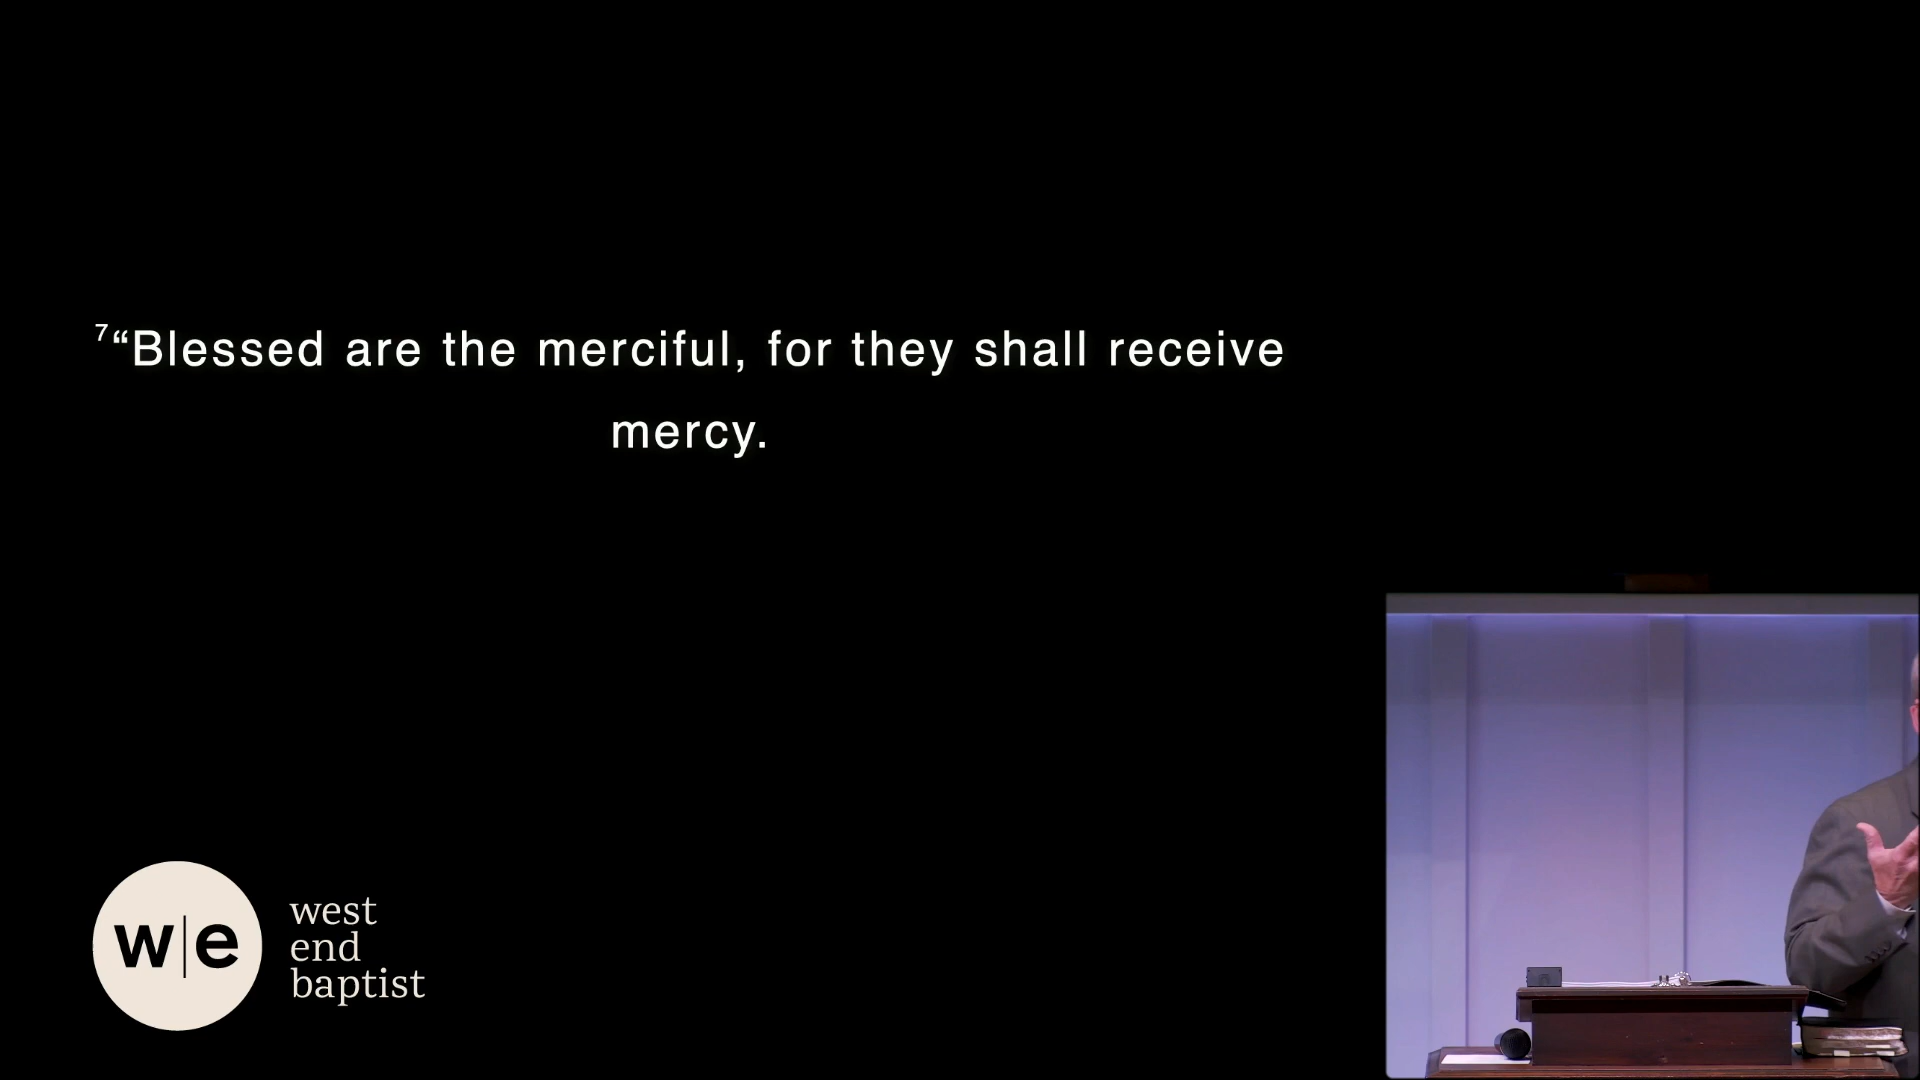 ⁷“Blessed are the merciful, for they shall receive
mercy.
w|e
west
end
baptist